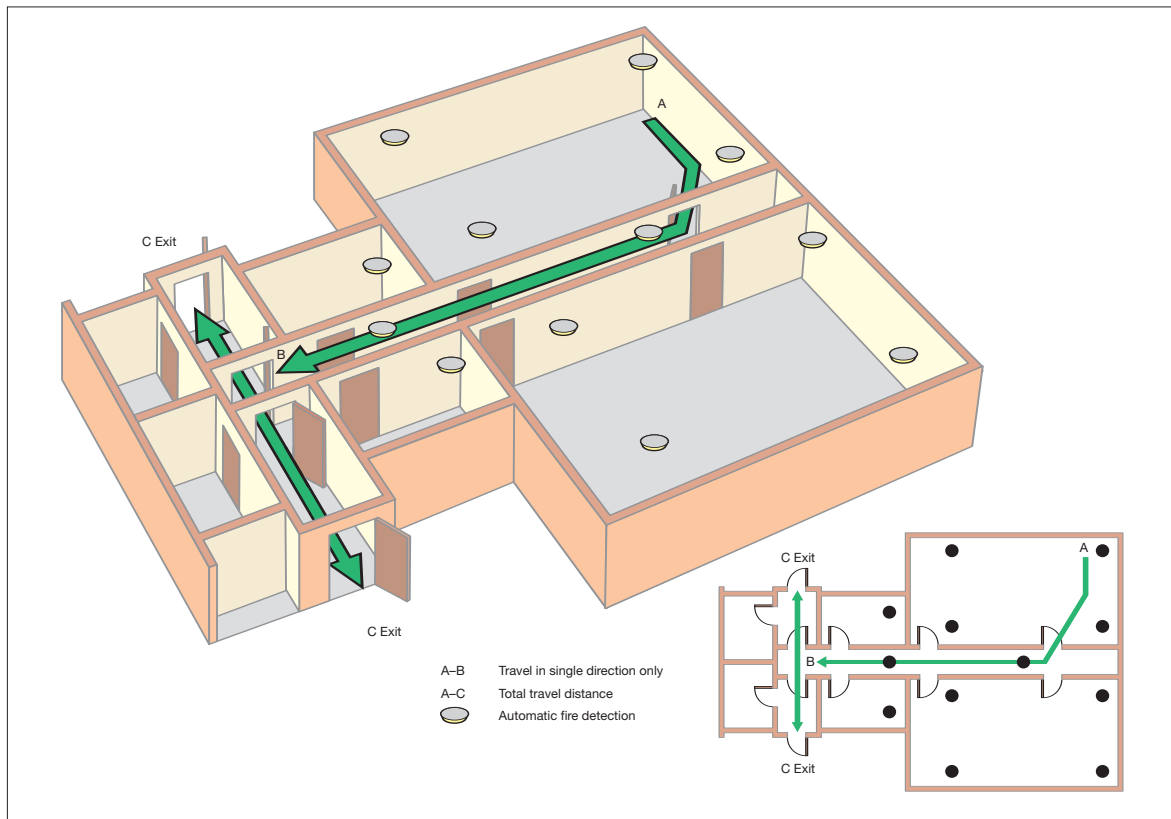 A
C Exit
B
C Exit
A–B Travel in single direction only
A–C Total travel distance
Automatic fire detection
C Exit
A
B
C Exit